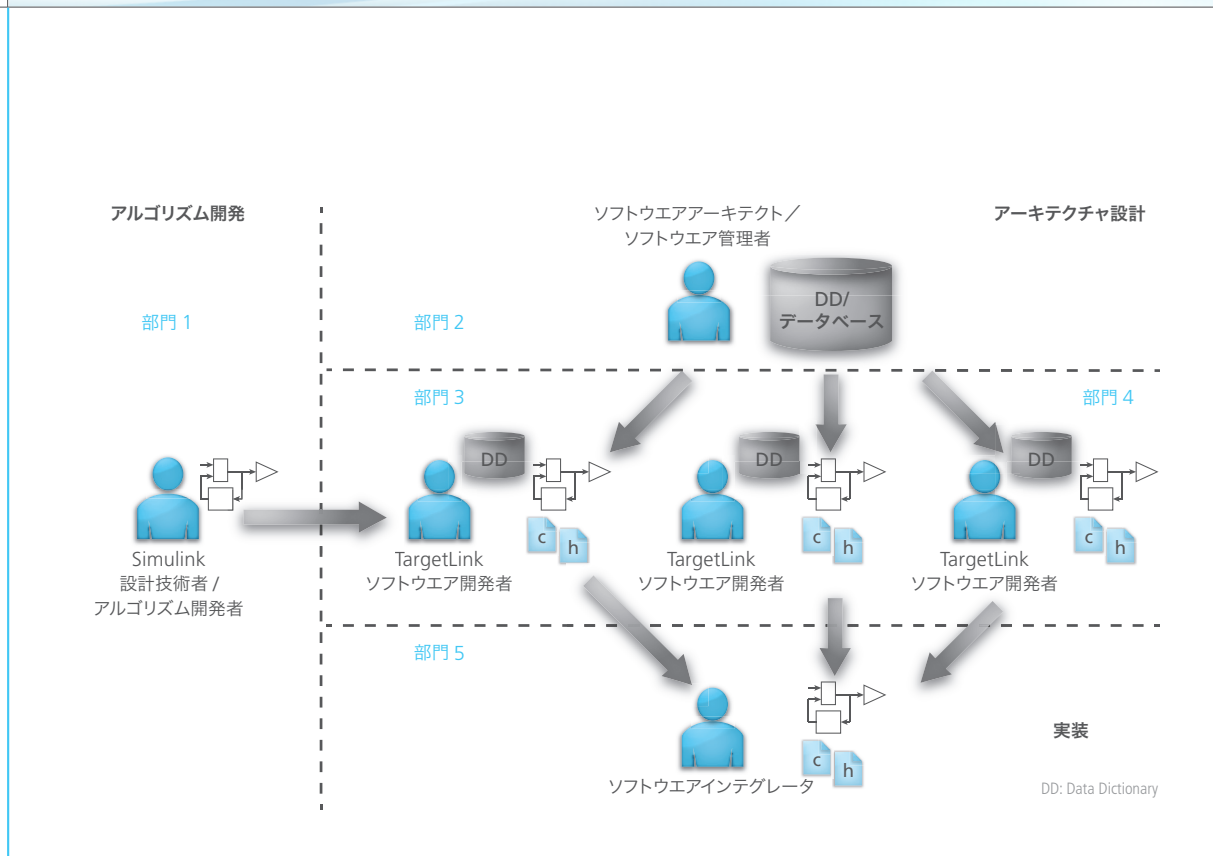 アルゴリズム開発
ソフトウエアアーキテクト／
ソフトウエア管理者
アーキテクチャ設計
DD/
データベース
部門 1
部門 2
部門 3
部門 4
DD
DD
DD
c
h
c
h
c
h
Simulink
設計技術者 /
アルゴリズム開発者
TargetLink
ソフトウエア開発者
TargetLink
ソフトウエア開発者
TargetLink
ソフトウエア開発者
部門 5
実装
c
h
ソフトウエアインテグレータ
DD: Data Dictionary